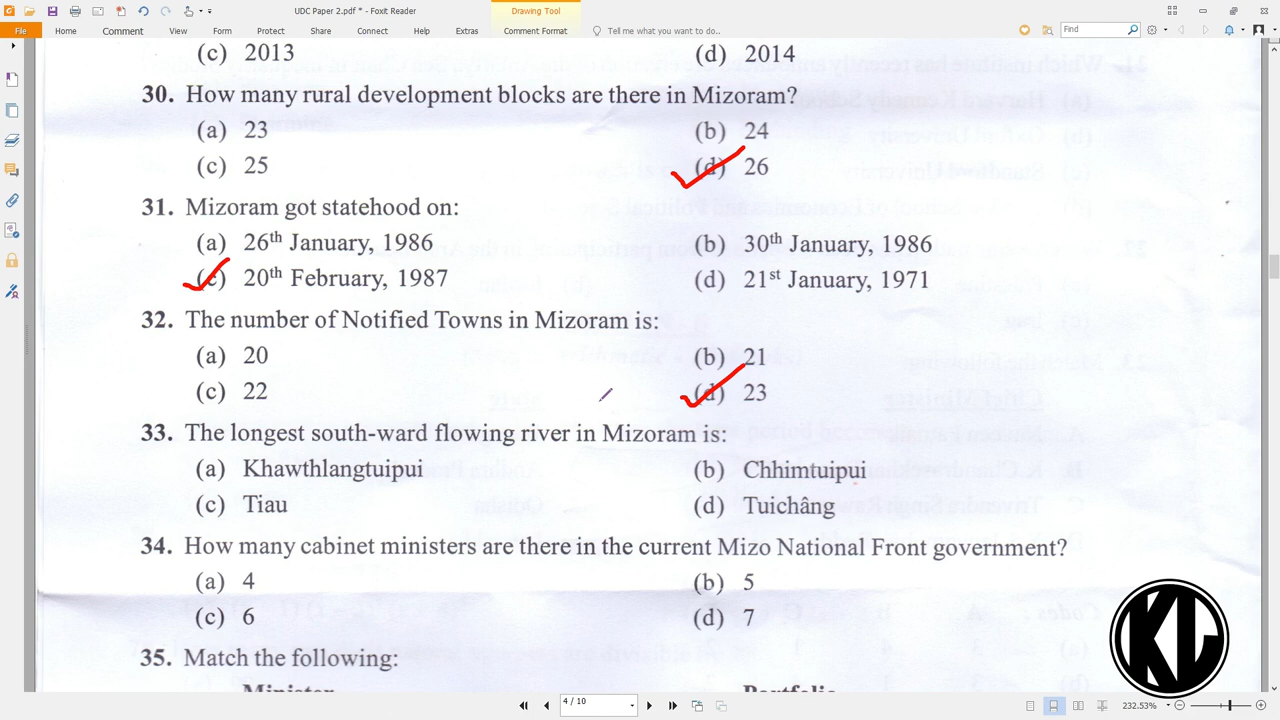 UDC Paper 2.pdf * - Foxit Reader
Drawing Tool
File Home Comment View Form Protect Share Connect Help Extras Comment Format Tell me what you want to do.. Find
(c) 2013 (d) 2014
30. How many rural development blocks are there in Mizoram?
(a) 23 (b) 24
(c) 25 (d) 26
31. Mizoram got statehood on:
(a) 26th January, 1986 (b) 30th January, 1986
(c) 20th February, 1987 (d) 21st January, 1971
32. The number of Notified Towns in Mizoram is:
(a) 20 (b) 21
(c) 22 (d) 23
33. The longest south-ward flowing river in Mizoram is:
(a) Khawthlangtuipui (b) Chhimtuipui
(c) Tiau (d) Tuichâng
34. How many cabinet ministers are there in the current Mizo National Front government?
(a) 4 (b) 5
(c) 6 (d) 7
35. Match the following:
Minister Portfolio
KL
4 / 10
232.53%